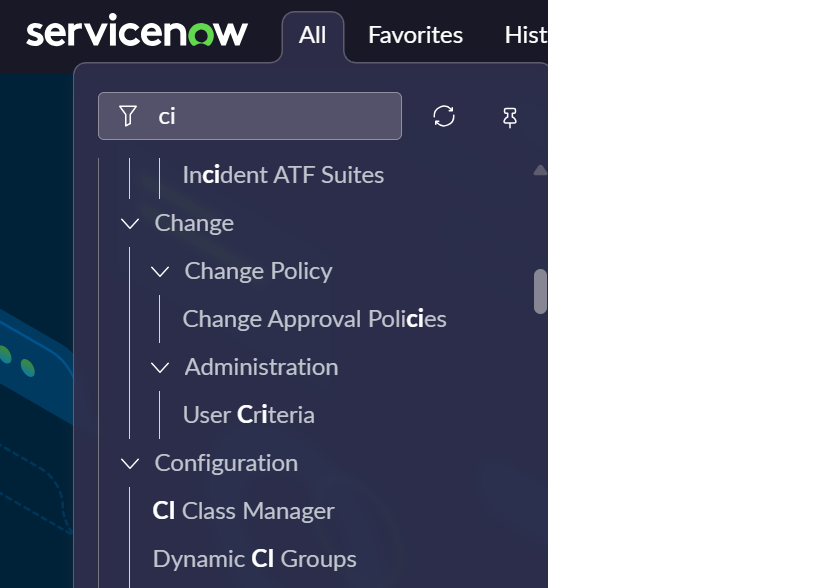 servicenow
All Favorites Hist
ci
Incident ATF Suites
Change
Change Policy
Change Approval Policies
Administration
User Criteria
Configuration
CI Class Manager
Dynamic CI Groups